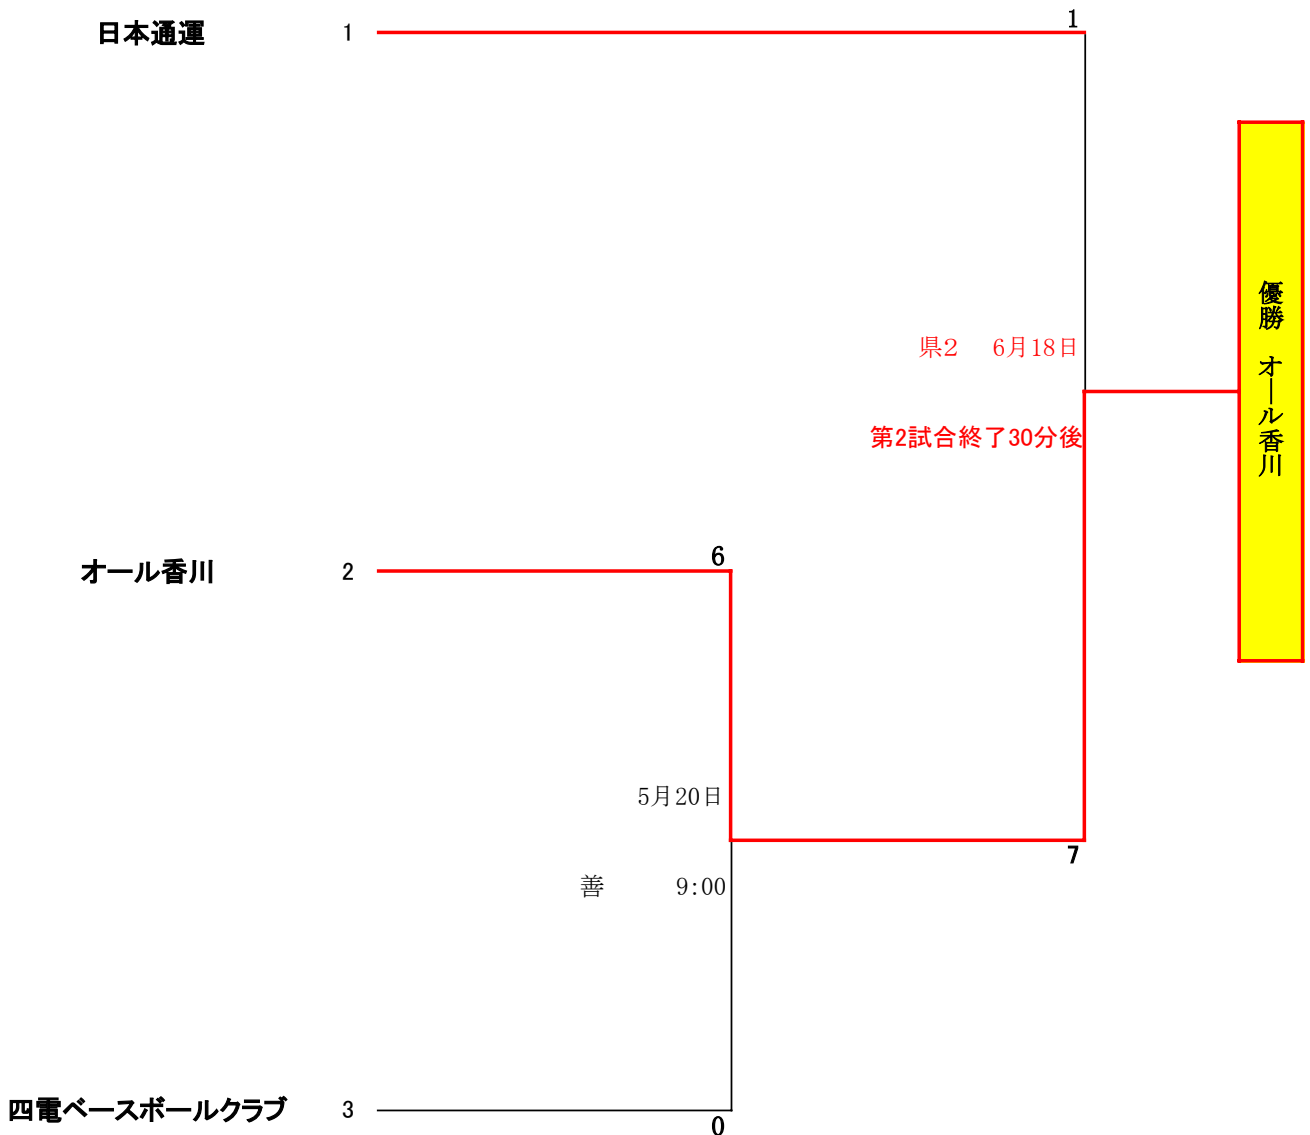 日本通運 1
1
県2 6月18日
第2試合終了30分後
優勝 オール香川
オール香川 2
6
5月20日
善 9:00
7
四電ベースボールクラブ 3
0